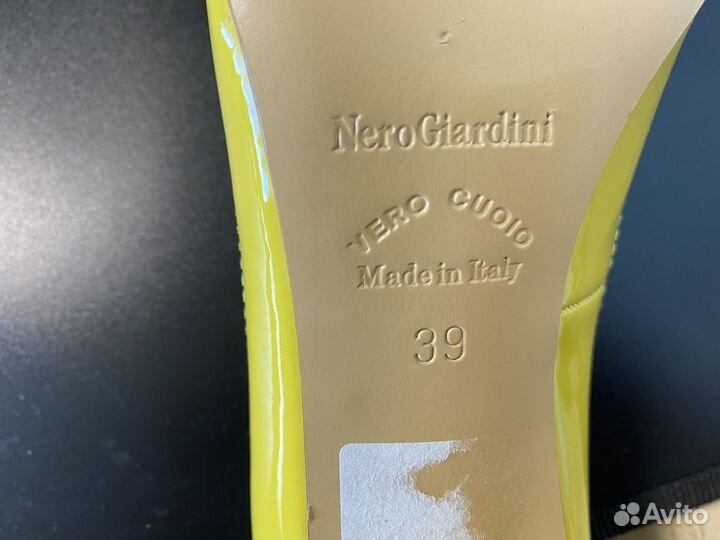 NeroGiardini
VERO CUOIO
Made in Italy
39
Avito